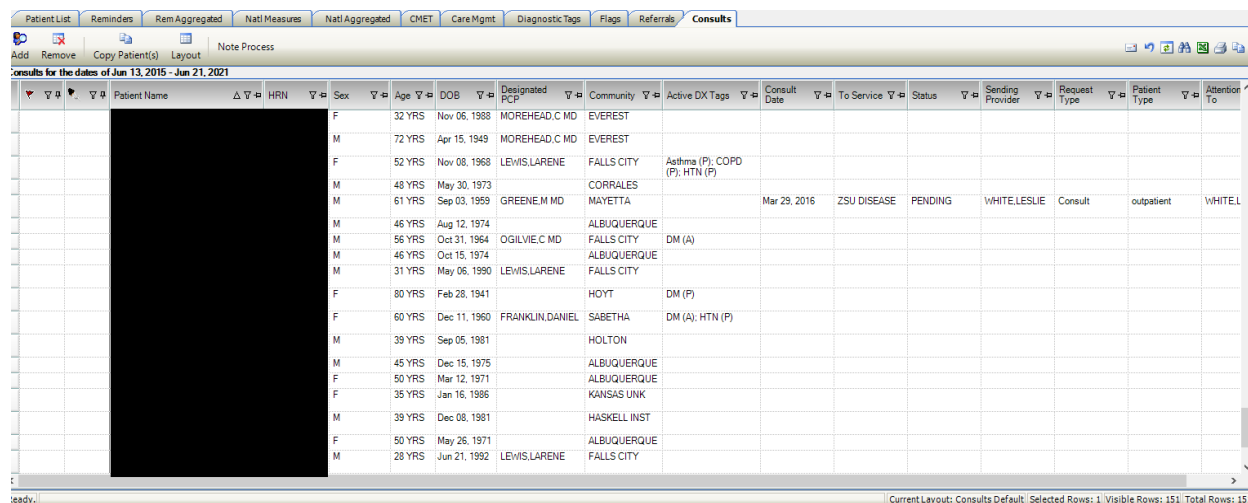 Patient List Reminders Rem Aggregated Natl Measures Natl Aggregated CMET Care Mgmt Diagnostic Tags Flags Referrals Consults
Add Remove Copy Patient(s) Layout Note Process
Consults for the dates of Jun 13, 2015 - Jun 21, 2021
Patient Name HRN Sex Age DOB Designated PCP Community Active DX Tags Consult Date To Service Status Sending Provider Request Type Patient Type Attention To
F 32 YRS Nov 06, 1988 MOREHEAD,C MD EVEREST
M 72 YRS Apr 15, 1949 MOREHEAD,C MD EVEREST
F 52 YRS Nov 08, 1968 LEWIS,LARENE FALLS CITY Asthma (P); COPD (P); HTN (P)
M 48 YRS May 30, 1973 CORRALES
M 61 YRS Sep 03, 1959 GREENE,M MD MAYETTA Mar 29, 2016 ZSU DISEASE PENDING WHITE,LESLIE Consult outpatient WHITE,L
M 46 YRS Aug 12, 1974 ALBUQUERQUE
M 56 YRS Oct 31, 1964 OGILVIE,C MD FALLS CITY DM (A)
M 46 YRS Oct 15, 1974 ALBUQUERQUE
M 31 YRS May 06, 1990 LEWIS,LARENE FALLS CITY
F 80 YRS Feb 28, 1941 HOYT DM (P)
F 60 YRS Dec 11, 1960 FRANKLIN,DANIEL SABETHA DM (A); HTN (P)
M 39 YRS Sep 05, 1981 HOLTON
M 45 YRS Dec 15, 1975 ALBUQUERQUE
F 50 YRS Mar 12, 1971 ALBUQUERQUE
F 35 YRS Jan 16, 1986 KANSAS UNK
M 39 YRS Dec 08, 1981 HASKELL INST
F 50 YRS May 26, 1971 ALBUQUERQUE
M 28 YRS Jun 21, 1992 LEWIS,LARENE FALLS CITY
Ready. Current Layout: Consults Default Selected Rows: 1 Visible Rows: 151 Total Rows: 15